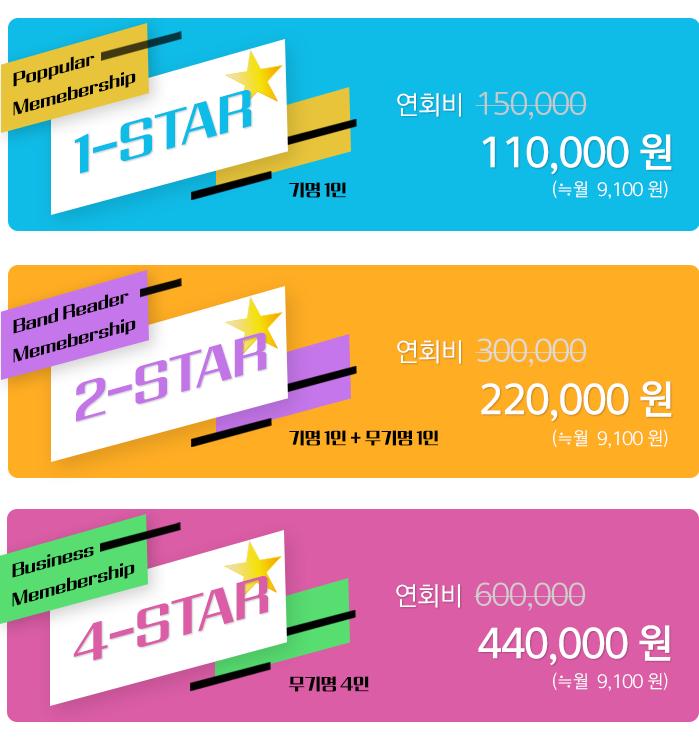 Poppular
Memebership
1-STAR
기명 1인
연회비 150,000
110,000 원
(≒월 9,100 원)
Band Reader
Memebership
2-STAR
기명 1인 + 무기명 1인
연회비 300,000
220,000 원
(≒월 9,100 원)
Business
Memebership
4-STAR
무기명 4인
연회비 600,000
440,000 원
(≒월 9,100 원)